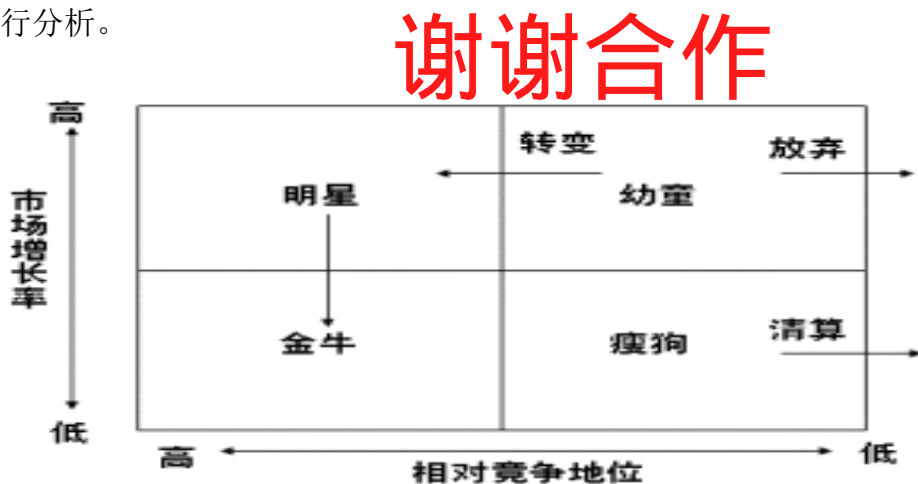 行分析。
谢谢合作
高
转变
放弃
明星
幼童
市场增长率
金牛
瘦狗
清算
低
高
相对竞争地位
低